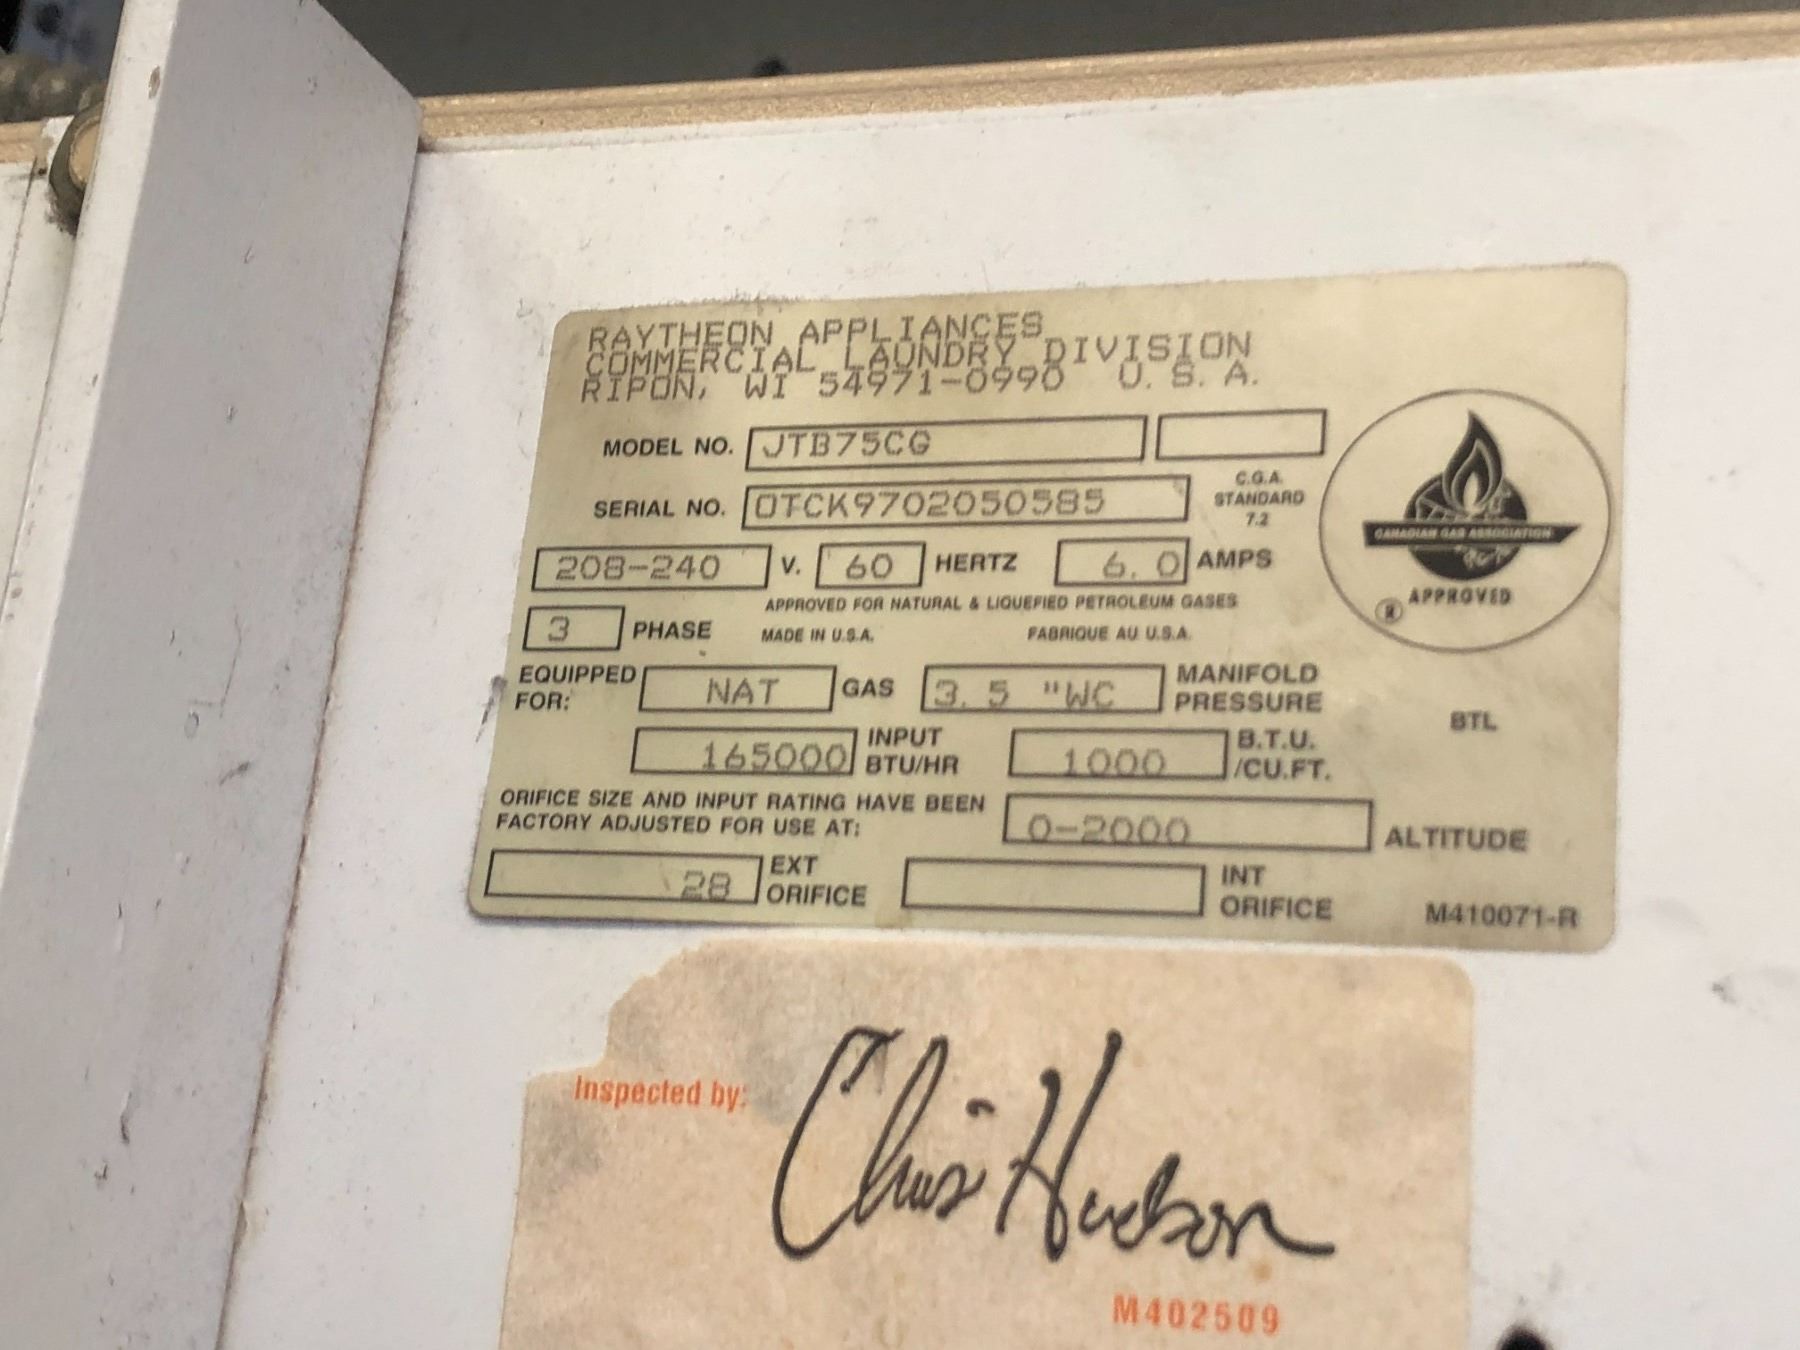 RAYTHEON APPLIANCES
COMMERCIAL LAUNDRY DIVISION
RIPON, WI 54971-0990 U. S. A.
MODEL NO. JTB75CG
SERIAL NO. OTCK9702050585
C.G.A. STANDARD 7.2
208-240 V. 60 HERTZ 6.0 AMPS
APPROVED FOR NATURAL & LIQUEFIED PETROLEUM GASES
3 PHASE MADE IN U.S.A. FABRIQUE AU U.S.A.
CANADIAN GAS ASSOCIATION
® APPROVED
EQUIPPED FOR: NAT GAS 3.5 "WC MANIFOLD PRESSURE
BTL
165000 INPUT BTU/HR 1000 B.T.U. /CU.FT.
ORIFICE SIZE AND INPUT RATING HAVE BEEN
FACTORY ADJUSTED FOR USE AT: 0-2000 ALTITUDE
28 EXT ORIFICE INT ORIFICE M410071-R
Inspected by: Chris Hudson
M402509